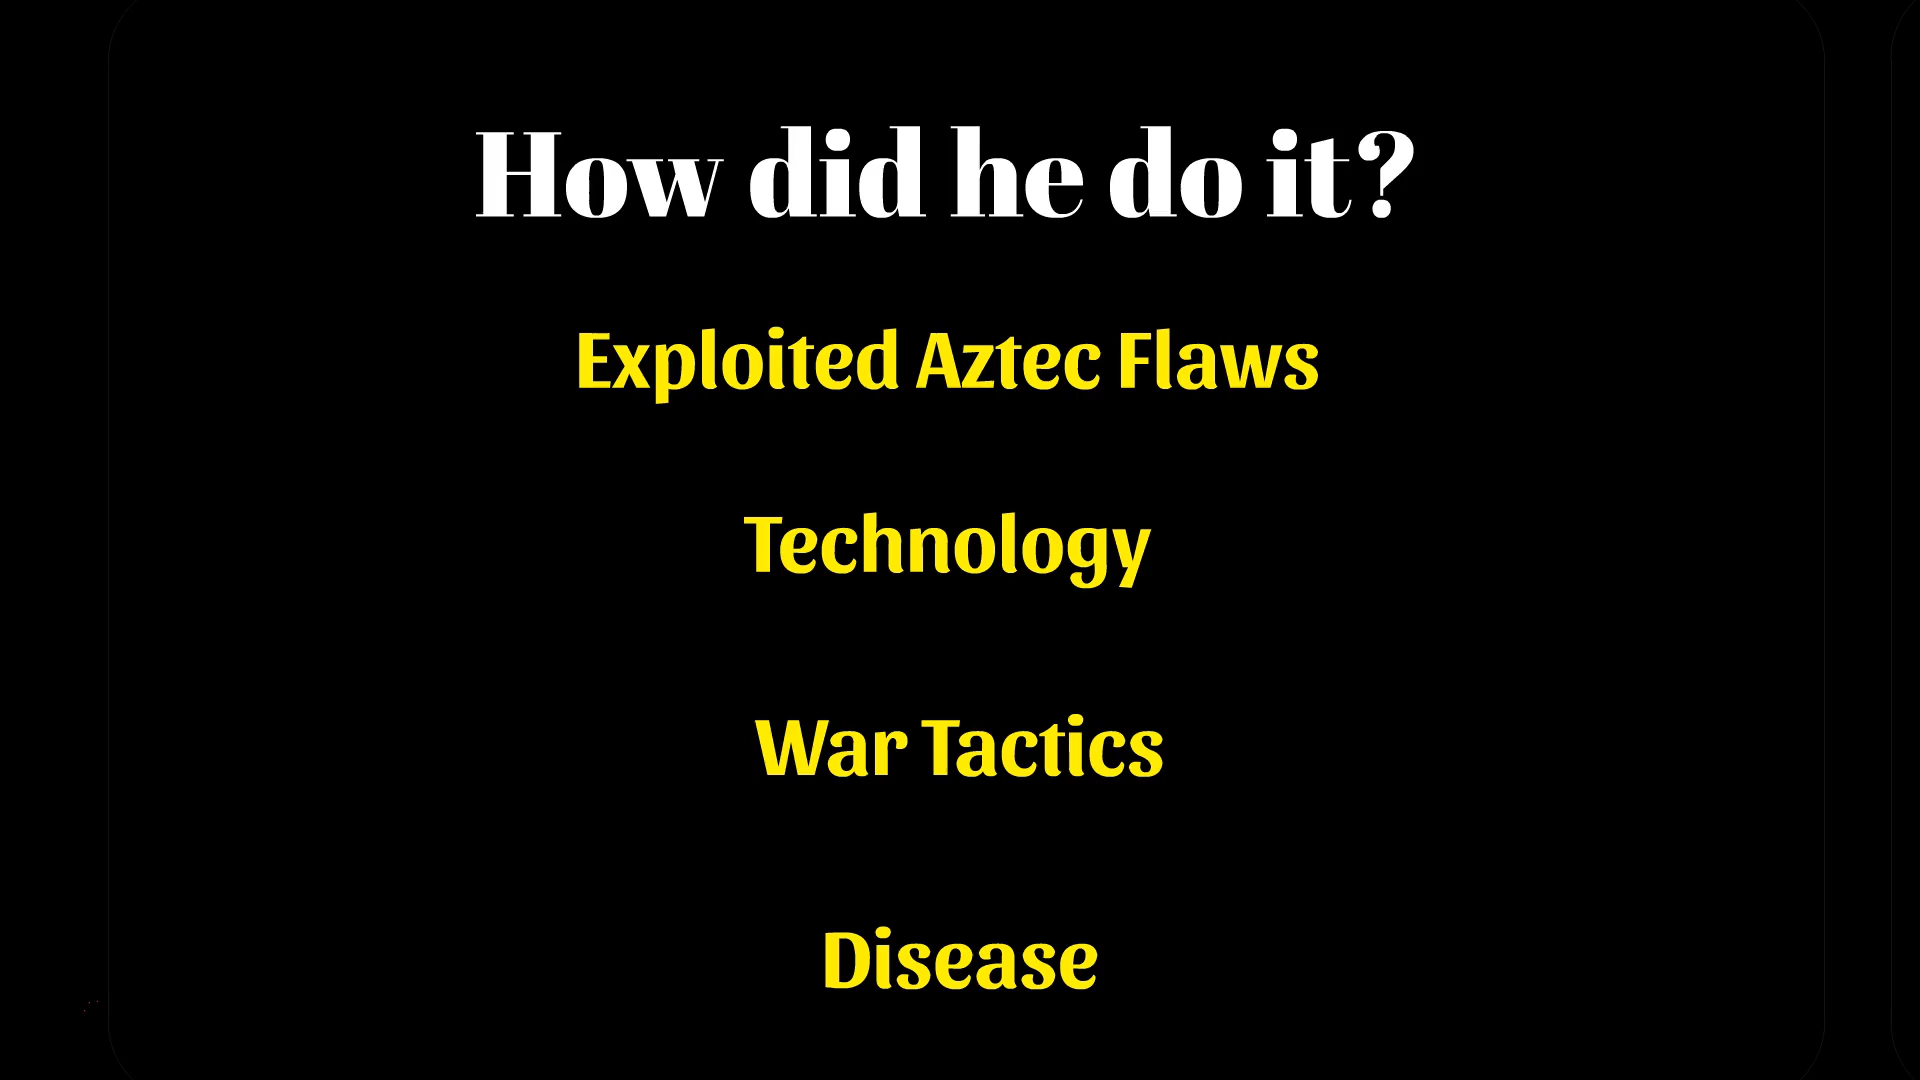 How did he do it?
Exploited Aztec Flaws
Technology
War Tactics
Disease